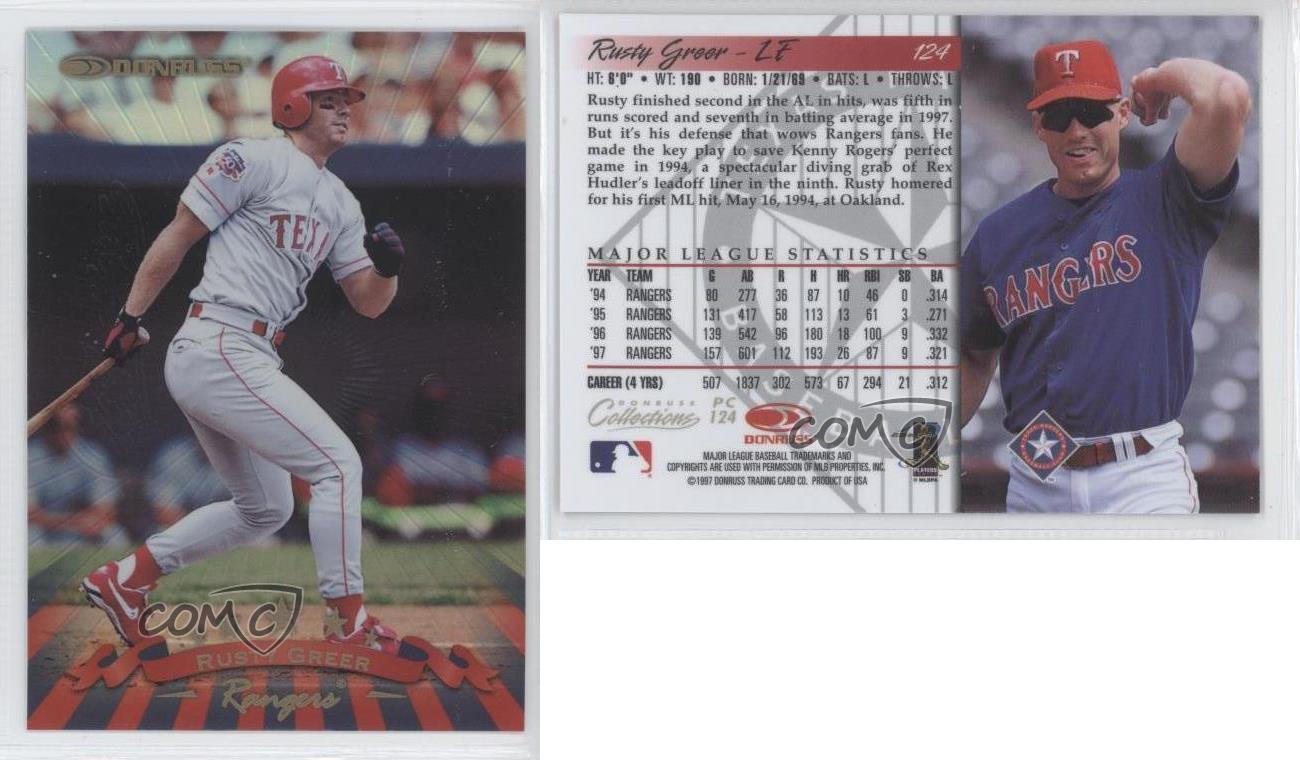 DONRUSS
T
TEXA
COMC
RUSTY GREER
Rangers®
Rusty Greer - LF 124
HT: 6'0" • WT: 190 • BORN: 1/21/69 • BATS: L • THROWS: L
Rusty finished second in the AL in hits, was fifth in
runs scored and seventh in batting average in 1997.
But it's his defense that wows Rangers fans. He
made the key play to save Kenny Rogers' perfect
game in 1994, a spectacular diving grab of Rex
Hudler's leadoff liner in the ninth. Rusty homered
for his first ML hit, May 16, 1994, at Oakland.
MAJOR LEAGUE STATISTICS
YEAR TEAM G AB R H HR RBI SB BA
'94 RANGERS 80 277 36 87 10 46 0 .314
'95 RANGERS 131 417 58 113 13 61 3 .271
'96 RANGERS 139 542 96 180 18 100 9 .332
'97 RANGERS 157 601 112 193 26 87 9 .321
CAREER (4 YRS) 507 1837 302 573 67 294 21 .312
DONRUSS
Collections
PC
124
DONRUSS
COMC
MAJOR LEAGUE BASEBALL TRADEMARKS AND
COPYRIGHTS ARE USED WITH PERMISSION OF MLB PROPERTIES, INC.
©1997 DONRUSS TRADING CARD CO. PRODUCT OF USA
PLAYERS
© MLBPA
T
RANGERS